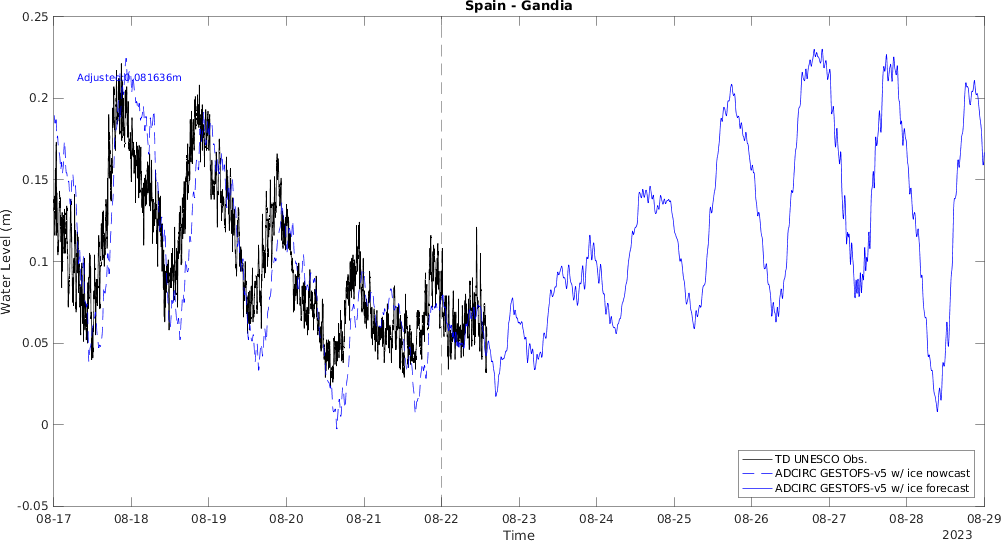 Spain - Gandia
0.25
0.2
0.15
0.1
0.05
0
-0.05
Water Level (m)
Adjusted 0.081636m
TD UNESCO Obs.
ADCIRC GESTOFS-v5 w/ ice nowcast
ADCIRC GESTOFS-v5 w/ ice forecast
08-17 08-18 08-19 08-20 08-21 08-22 08-23 08-24 08-25 08-26 08-27 08-28 08-29
Time
2023